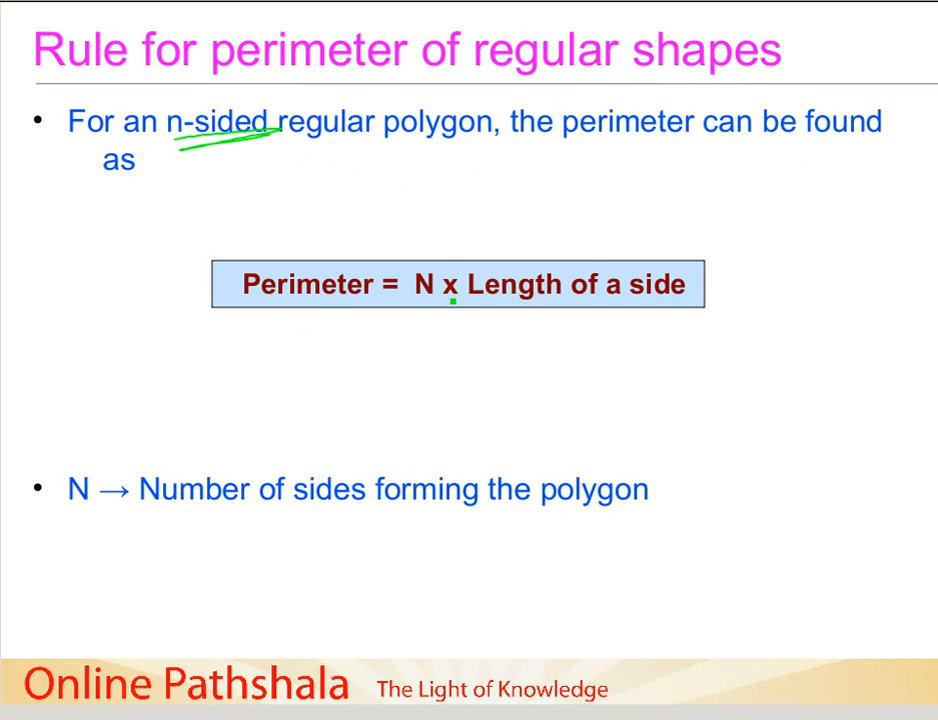 Rule for perimeter of regular shapes
• For an n-sided regular polygon, the perimeter can be found
as
Perimeter = N x Length of a side
• N → Number of sides forming the polygon
Online Pathshala The Light of Knowledge